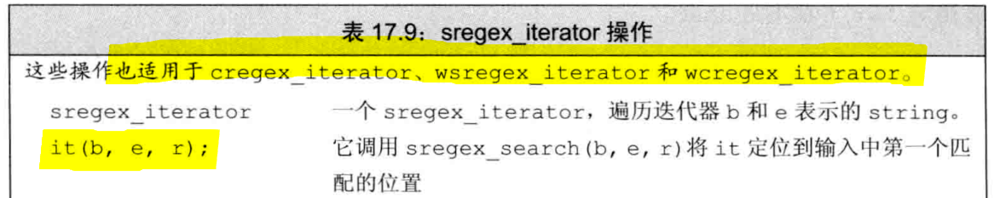 表 17.9：sregex_iterator 操作
这些操作也适用于 cregex_iterator、wsregex_iterator 和 wcregex_iterator。
sregex_iterator 一个 sregex_iterator，遍历迭代器 b 和 e 表示的 string。
it(b, e, r); 它调用 sregex_search(b, e, r)将 it 定位到输入中第一个匹
配的位置